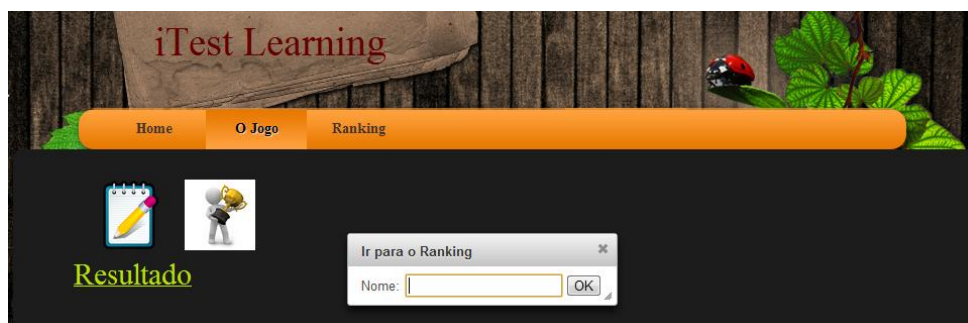 iTest Learning
Home O Jogo Ranking
Resultado
Ir para o Ranking
Nome: OK